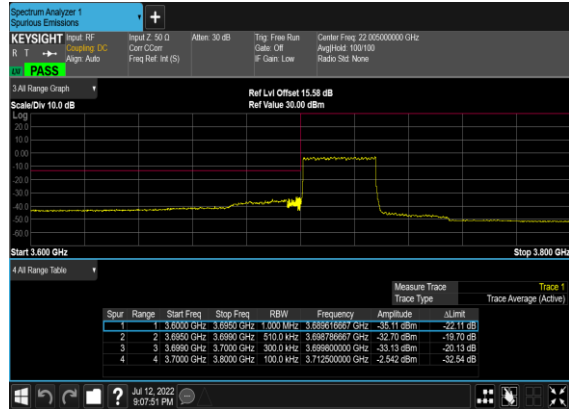 Spectrum Analyzer 1
Spurious Emissions
+
KEYSIGHT Input: RF Input Z: 50 Ω Atten: 30 dB Trig: Free Run Center Freq: 22.005000000 GHz
R T Coupling: DC Corr CCorr Gate: Off Avg|Hold: 100/100
Align: Auto Freq Ref: Int (S) IF Gain: Low Radio Std: None
PASS
3 All Range Graph
Ref Lvl Offset 15.58 dB
Scale/Div 10.0 dB Ref Value 30.00 dBm
Log
20.0
10.0
0.00
-10.0
-20.0
-30.0
-40.0
-50.0
-60.0
Start 3.600 GHz Stop 3.800 GHz
4 All Range Table
Measure Trace Trace 1
Trace Type Trace Average (Active)
Spur Range Start Freq Stop Freq RBW Frequency Amplitude ΔLimit
1 1 3.6000 GHz 3.6950 GHz 1.000 MHz 3.689616667 GHz -35.11 dBm -22.11 dB
2 2 3.6950 GHz 3.6990 GHz 510.0 kHz 3.698786667 GHz -32.70 dBm -19.70 dB
3 3 3.6990 GHz 3.7000 GHz 300.0 kHz 3.699800000 GHz -33.13 dBm -20.13 dB
4 4 3.7000 GHz 3.8000 GHz 100.0 kHz 3.712500000 GHz -2.542 dBm -32.54 dB
? Jul 12, 2022
9:07:51 PM